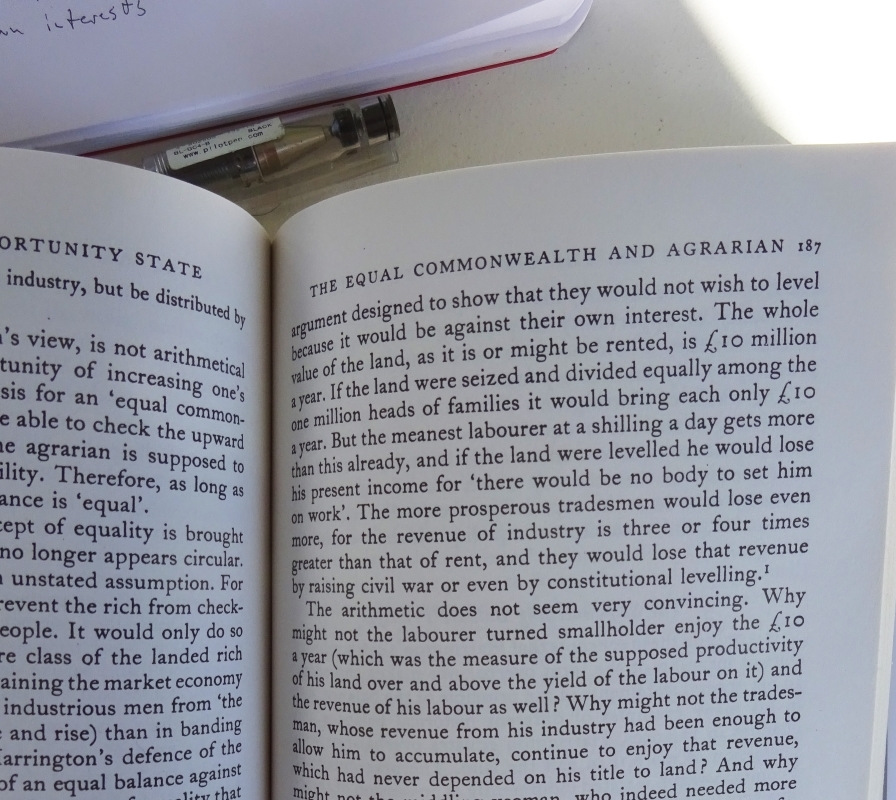 interests
BLACK
BL-GC4-B
www.pilotpen.com
ORTUNITY STATE
industry, but be distributed by
's view, is not arithmetical
tunity of increasing one's
sis for an 'equal common-
e able to check the upward
he agrarian is supposed to
ility. Therefore, as long as
ance is 'equal'.
cept of equality is brought
no longer appears circular.
unstated assumption. For
revent the rich from check-
eople. It would only do so
re class of the landed rich
aining the market economy
industrious men from 'the
and rise) than in banding
Harrington's defence of the
of an equal balance against
that
THE EQUAL COMMONWEALTH AND AGRARIAN 187
argument designed to show that they would not wish to level
because it would be against their own interest. The whole
value of the land, as it is or might be rented, is £10 million
a year. If the land were seized and divided equally among the
one million heads of families it would bring each only £10
a year. But the meanest labourer at a shilling a day gets more
than this already, and if the land were levelled he would lose
his present income for 'there would be no body to set him
on work'. The more prosperous tradesmen would lose even
more, for the revenue of industry is three or four times
greater than that of rent, and they would lose that revenue
by raising civil war or even by constitutional levelling.¹
The arithmetic does not seem very convincing. Why
might not the labourer turned smallholder enjoy the £10
a year (which was the measure of the supposed productivity
of his land over and above the yield of the labour on it) and
the revenue of his labour as well? Why might not the trades-
man, whose revenue from his industry had been enough to
allow him to accumulate, continue to enjoy that revenue,
which had never depended on his title to land? And why
might not the middling yeoman, who indeed needed more